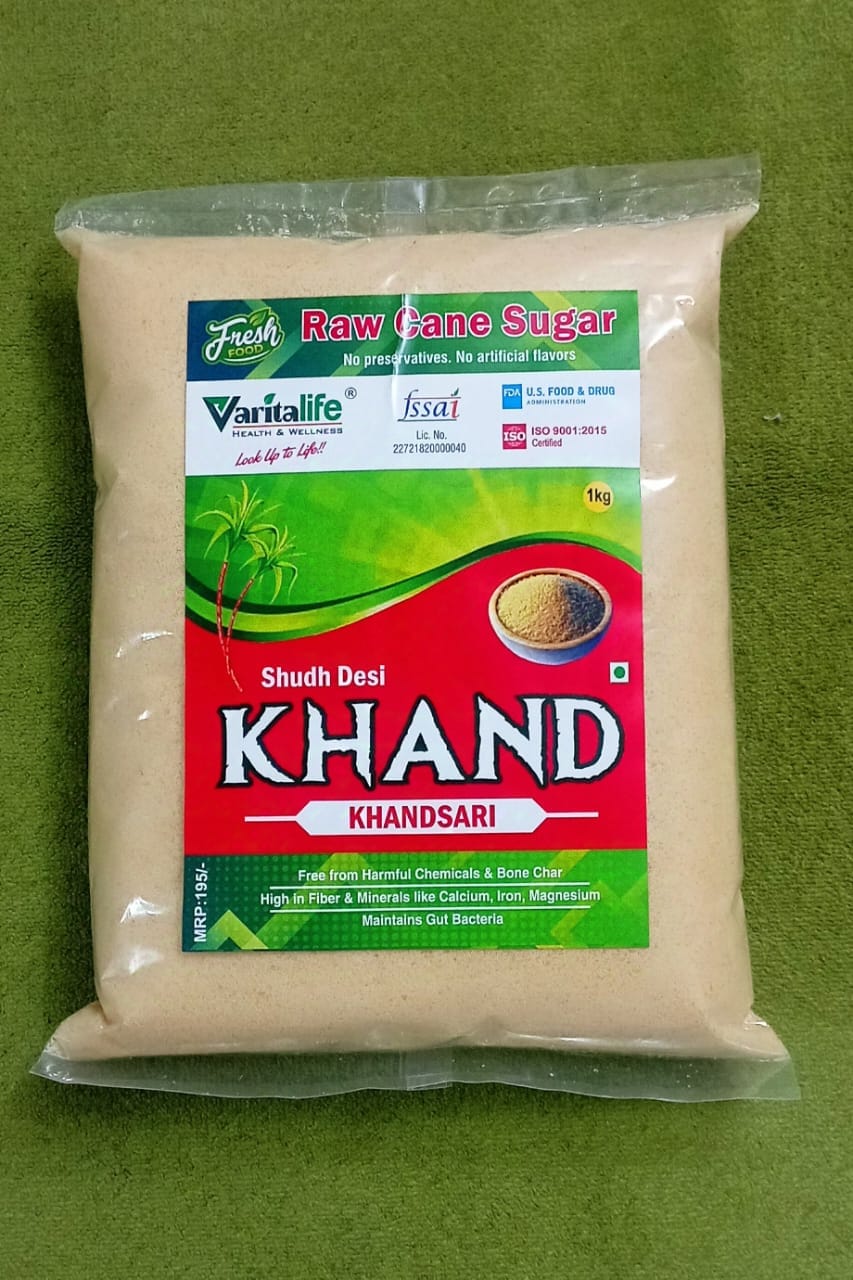 Fresh
FOOD
Raw Cane Sugar
No preservatives. No artificial flavors
Varitalife®
HEALTH & WELLNESS
Look Up to Life!!
fssai
Lic. No.
22721820000040
FDA U.S. FOOD & DRUG
ADMINISTRATION
ISO ISO 9001:2015
Certified
1kg
Shudh Desi
KHAND
KHANDSARI
MRP:195/-
Free from Harmful Chemicals & Bone Char
High in Fiber & Minerals like Calcium, Iron, Magnesium
Maintains Gut Bacteria